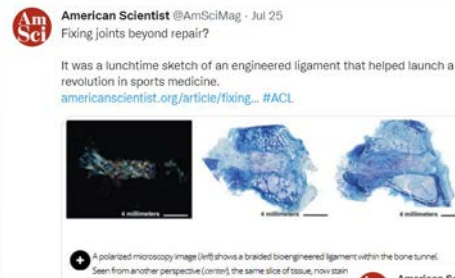 Am
Sci
American Scientist @AmSciMag · Jul 25
Fixing joints beyond repair?
It was a lunchtime sketch of an engineered ligament that helped launch a
revolution in sports medicine.
americanscientist.org/article/fixing... #ACL
4 millimeters
4 millimeters
4 millimeters
A polarized microscopy image (left) shows a braided bioengineered ligament within the bone tunnel.
Seen from another perspective (center), the same slice of tissue, now stain